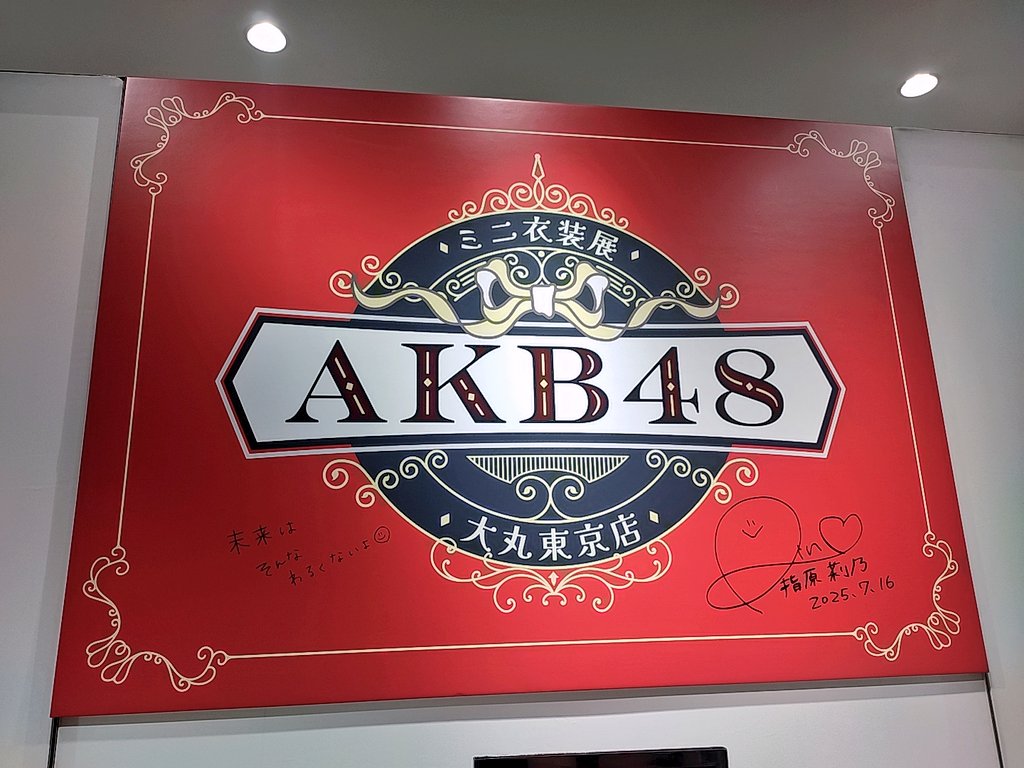 ミニ衣装展
AKB48
大丸東京店
未来は
そんな
わるくないよ
Rino
指原莉乃
2025.7.16